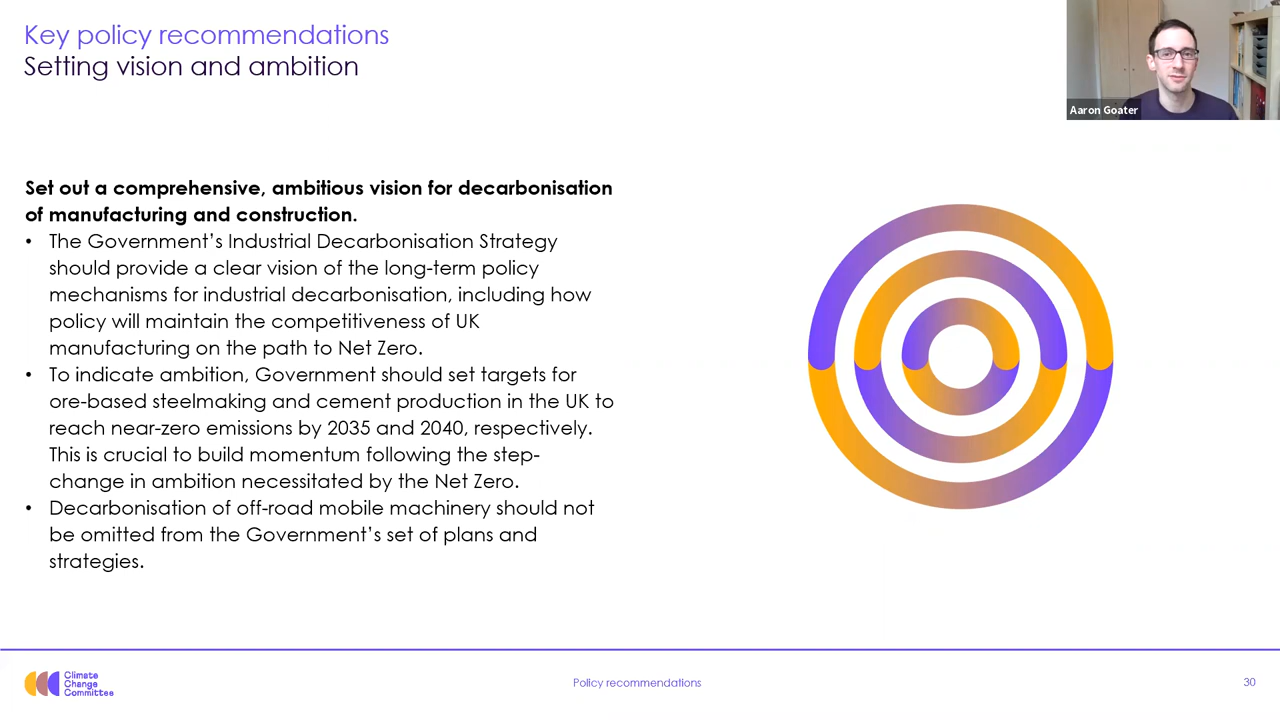 Key policy recommendations
Setting vision and ambition
Aaron Goater
Set out a comprehensive, ambitious vision for decarbonisation
of manufacturing and construction.
• The Government’s Industrial Decarbonisation Strategy
should provide a clear vision of the long-term policy
mechanisms for industrial decarbonisation, including how
policy will maintain the competitiveness of UK
manufacturing on the path to Net Zero.
• To indicate ambition, Government should set targets for
ore-based steelmaking and cement production in the UK to
reach near-zero emissions by 2035 and 2040, respectively.
This is crucial to build momentum following the step-
change in ambition necessitated by the Net Zero.
• Decarbonisation of off-road mobile machinery should not
be omitted from the Government’s set of plans and
strategies.
Climate
Change
Committee
Policy recommendations
30